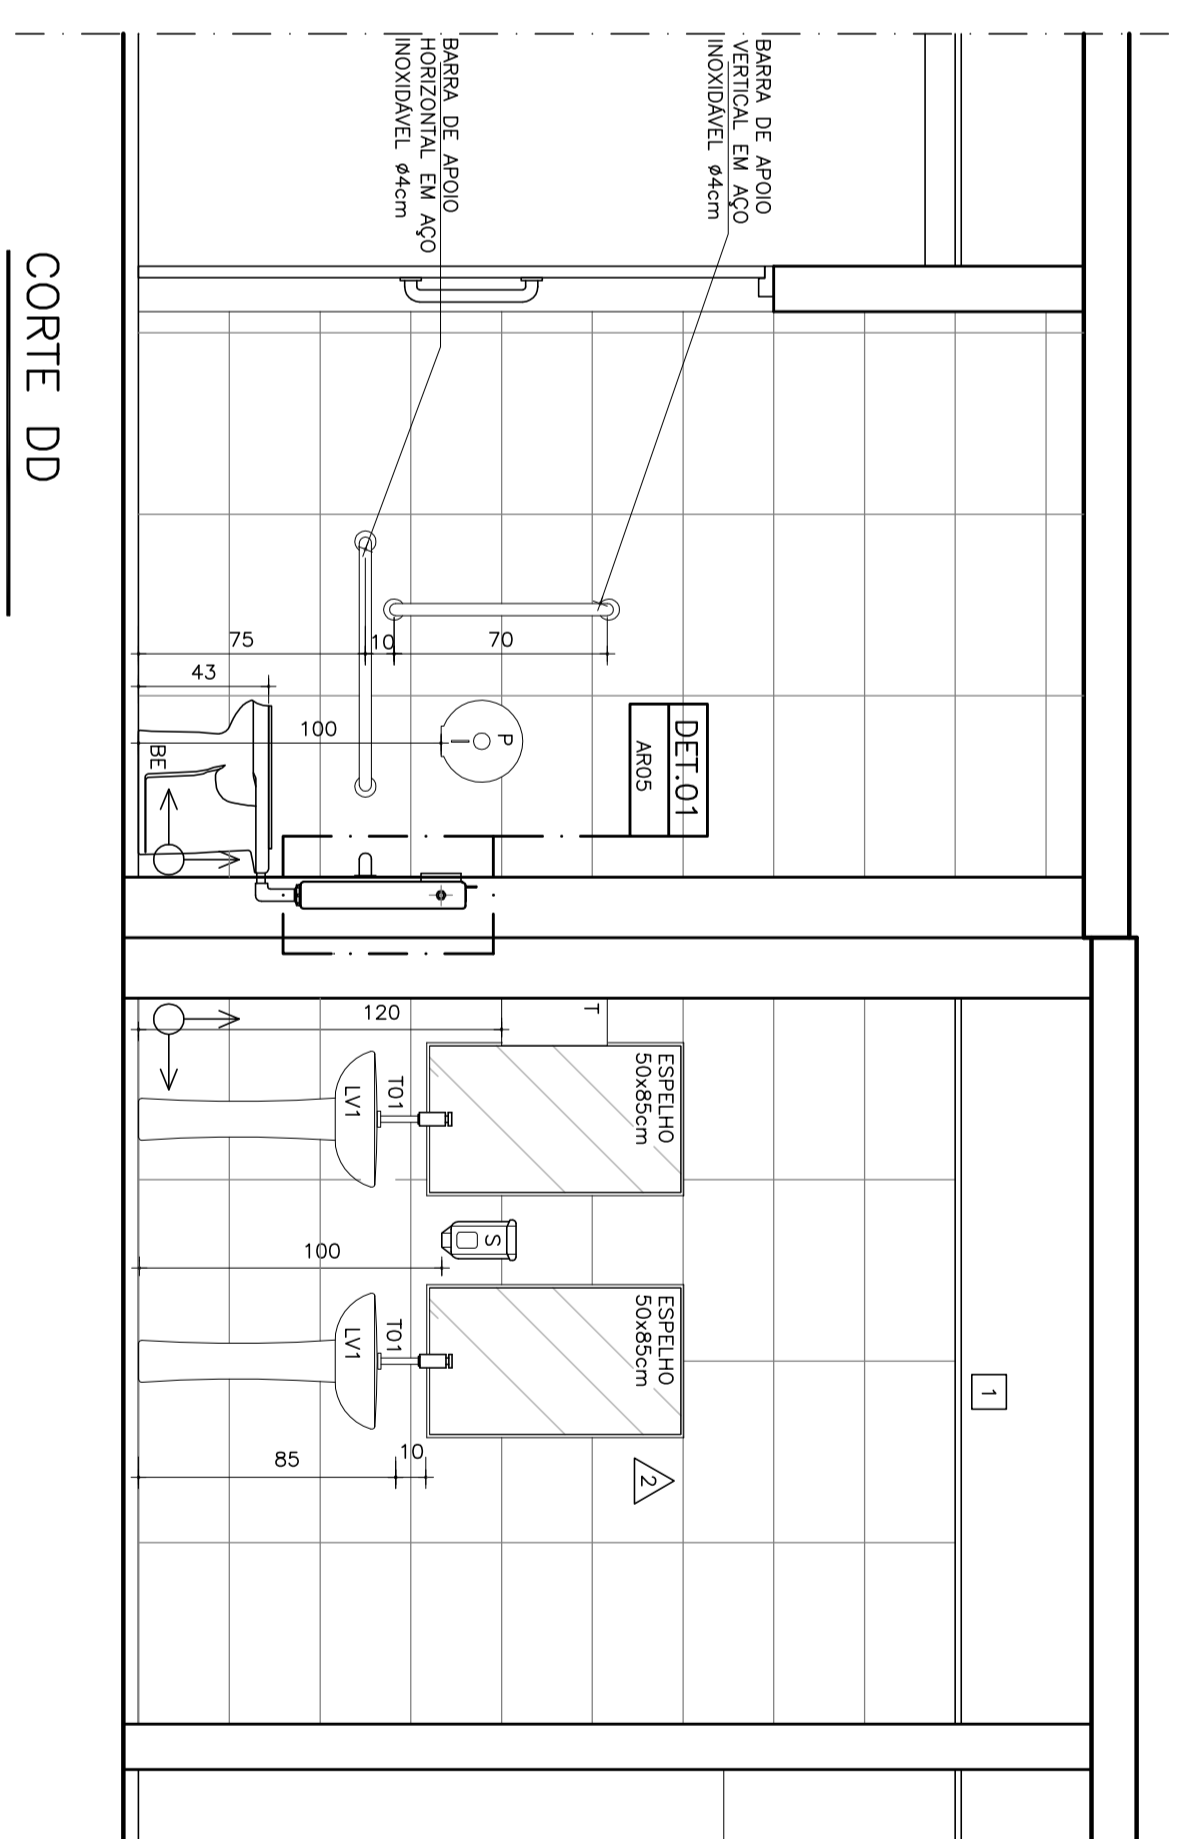 BARRA DE APOIO
VERTICAL EM AÇO
INOXIDÁVEL ø4cm
BARRA DE APOIO
HORIZONTAL EM AÇO
INOXIDÁVEL ø4cm
DET.01
AR05
P
70
10
75
43
100
BE
T
120
ESPELHO
50x85cm
T01
LV1
S
100
ESPELHO
50x85cm
T01
LV1
1
2
10
85
CORTE DD